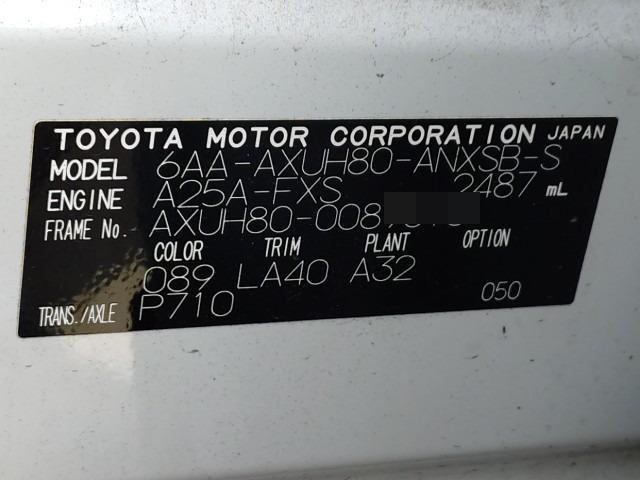 TOYOTA MOTOR CORPORATION JAPAN
MODEL 6AA-AXUH80-ANXSB-S
ENGINE A25A-FXS 2487 mL
FRAME No. AXUH80-008
COLOR TRIM PLANT OPTION
089 LA40 A32
TRANS./AXLE P710 050